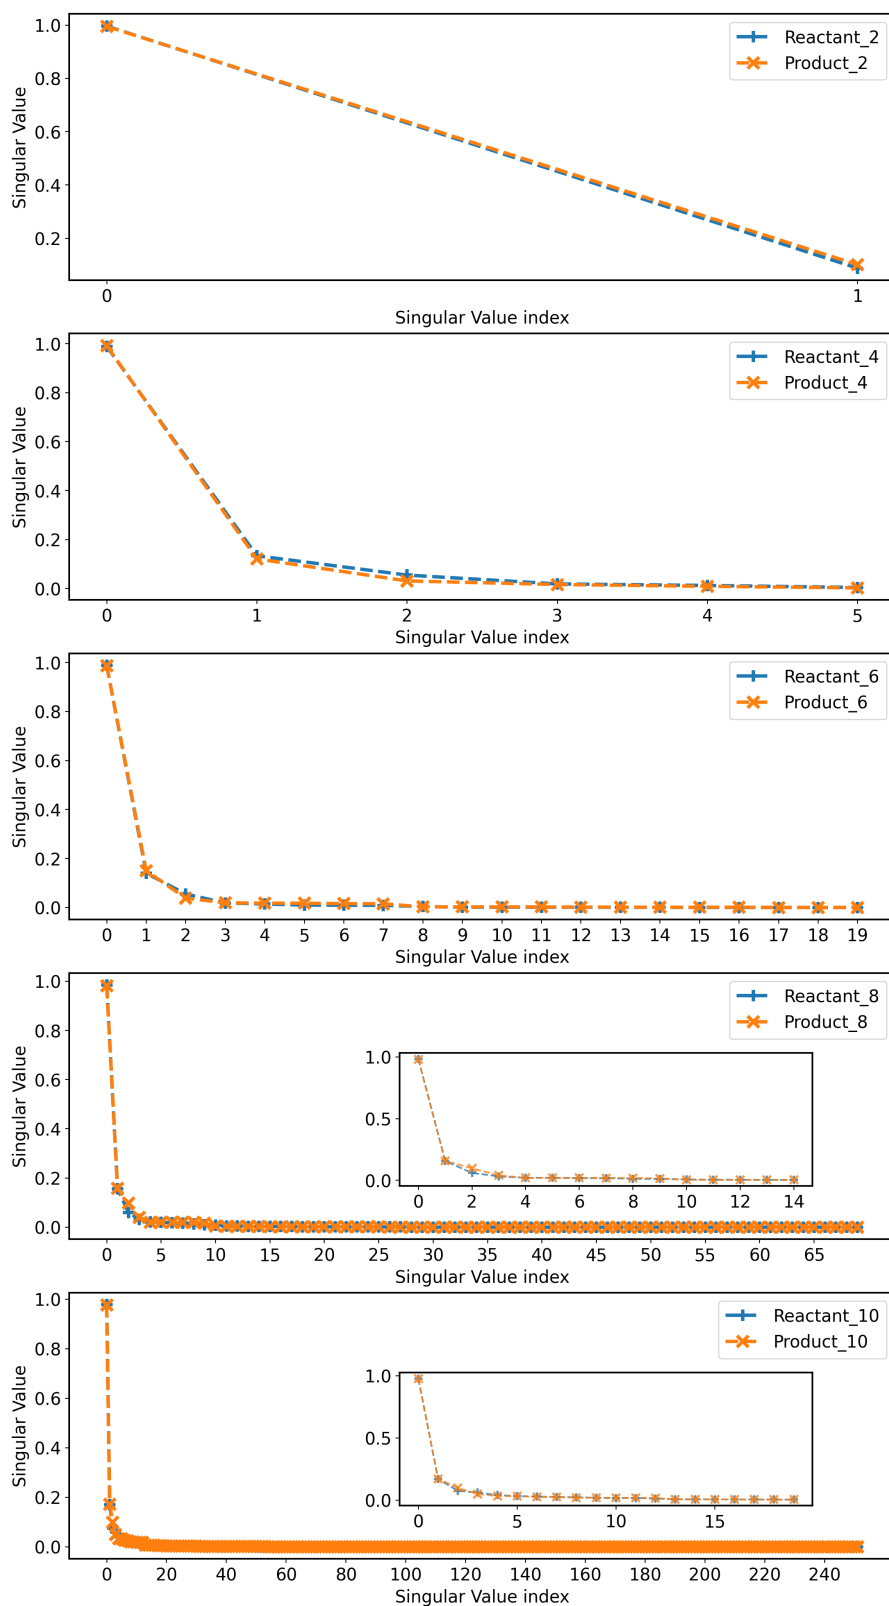 1.0
0.8
0.6
0.4
0.2
Singular Value
Reactant_2
Product_2
0 1
Singular Value index
1.0
0.8
0.6
0.4
0.2
0.0
Singular Value
Reactant_4
Product_4
0 1 2 3 4 5
Singular Value index
1.0
0.8
0.6
0.4
0.2
0.0
Singular Value
Reactant_6
Product_6
0 1 2 3 4 5 6 7 8 9 10 11 12 13 14 15 16 17 18 19
Singular Value index
1.0
0.8
0.6
0.4
0.2
0.0
Singular Value
Reactant_8
Product_8
1.0
0.5
0.0
0 2 4 6 8 10 12 14
0 5 10 15 20 25 30 35 40 45 50 55 60 65
Singular Value index
1.0
0.8
0.6
0.4
0.2
0.0
Singular Value
Reactant_10
Product_10
1.0
0.5
0.0
0 5 10 15
0 20 40 60 80 100 120 140 160 180 200 220 240
Singular Value index